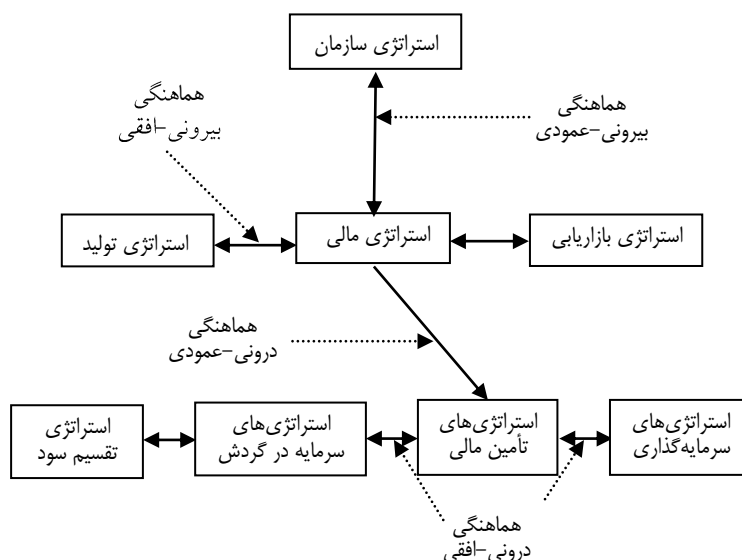 استراتژی سازمان
هماهنگی
بیرونی-افقی
هماهنگی
بیرونی-عمودی
استراتژی بازاریابی
استراتژی مالی
استراتژی تولید
هماهنگی
درونی-عمودی
استراتژی‌های
سرمایه‌گذاری
استراتژی‌های
تأمین مالی
استراتژی‌های
سرمایه در گردش
استراتژی
تقسیم سود
هماهنگی
درونی-افقی